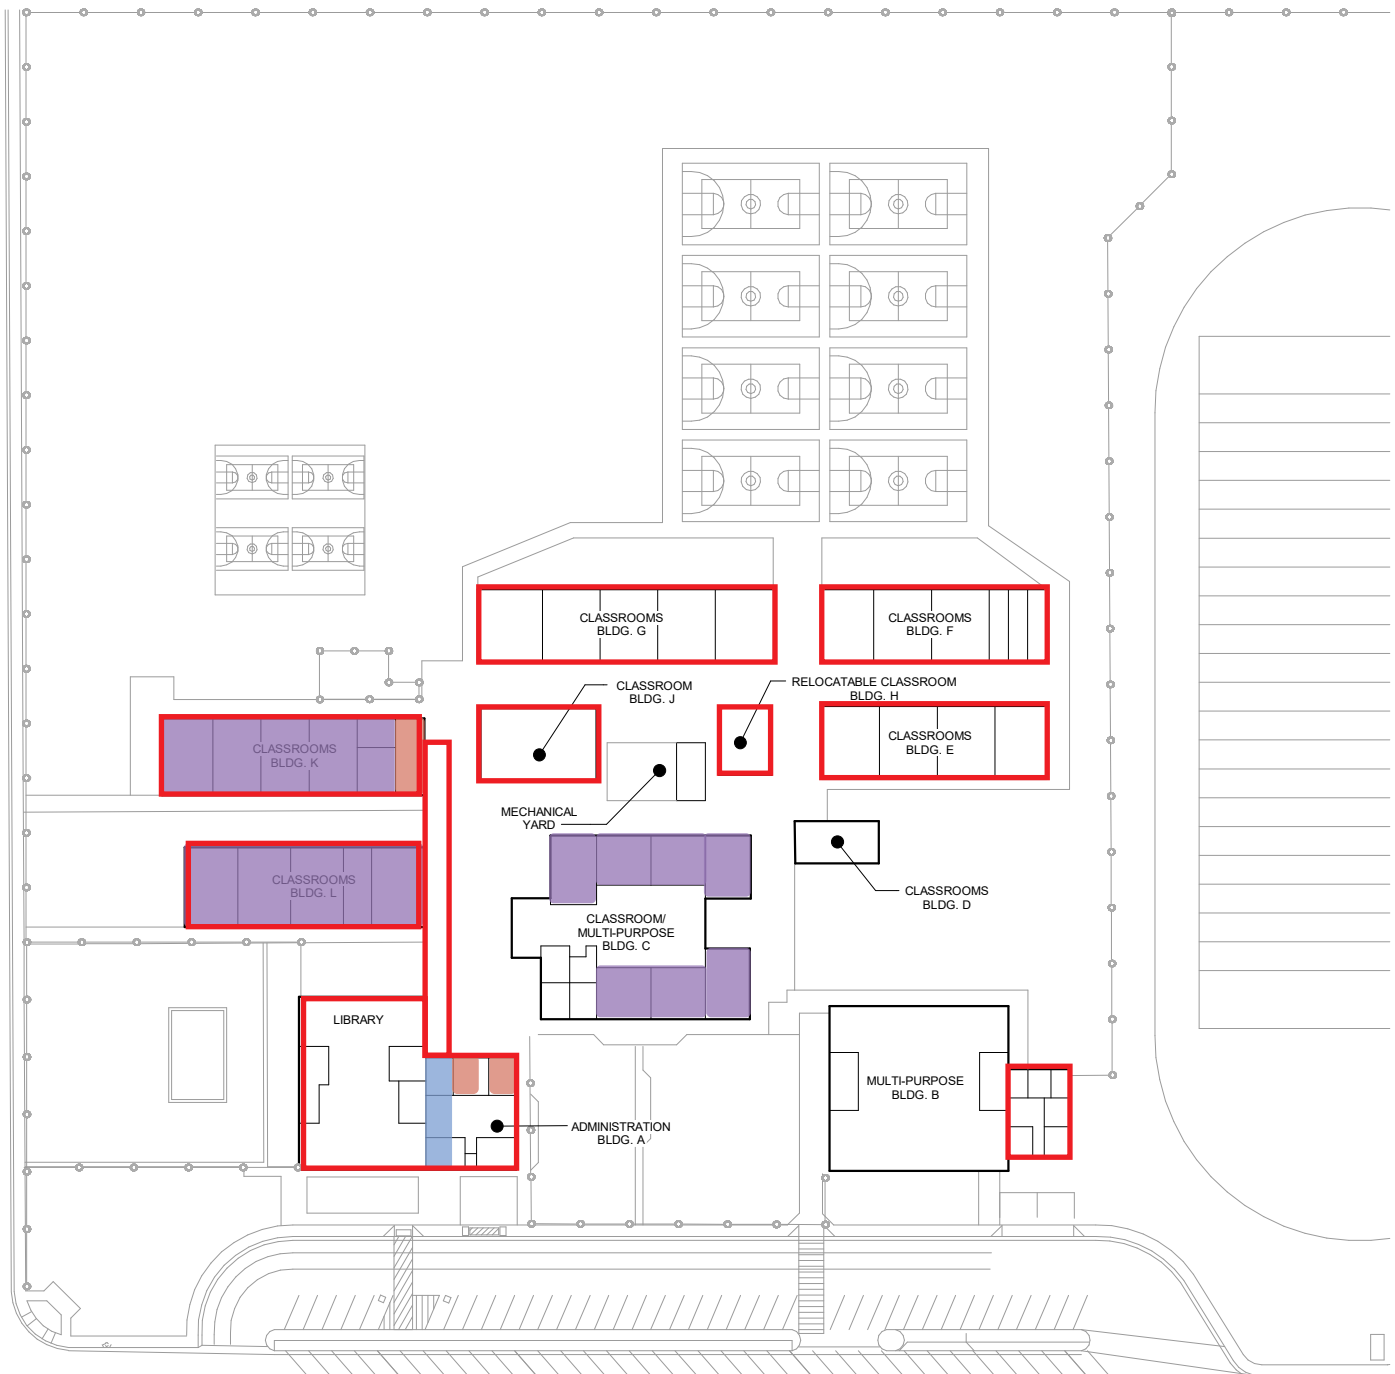 CLASSROOMS
BLDG. G
CLASSROOMS
BLDG. F
CLASSROOM
BLDG. J
RELOCATABLE CLASSROOM
BLDG. H
CLASSROOMS
BLDG. K
CLASSROOMS
BLDG. E
MECHANICAL
YARD
CLASSROOMS
BLDG. L
CLASSROOMS
BLDG. D
CLASSROOM/
MULTI-PURPOSE
BLDG. C
LIBRARY
MULTI-PURPOSE
BLDG. B
ADMINISTRATION
BLDG. A